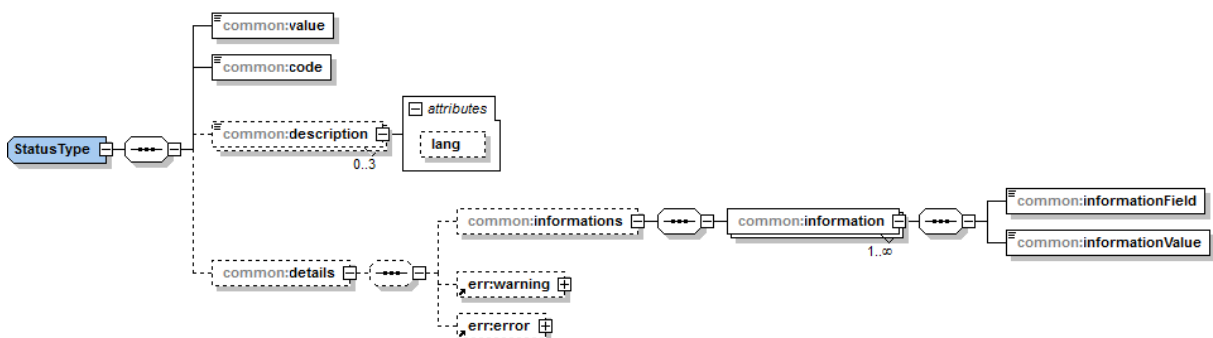 common:value
common:code
attributes
common:description
lang
StatusType
0..3
common:informationField
common:informations
common:information
common:informationValue
1..∞
common:details
err:warning
err:error